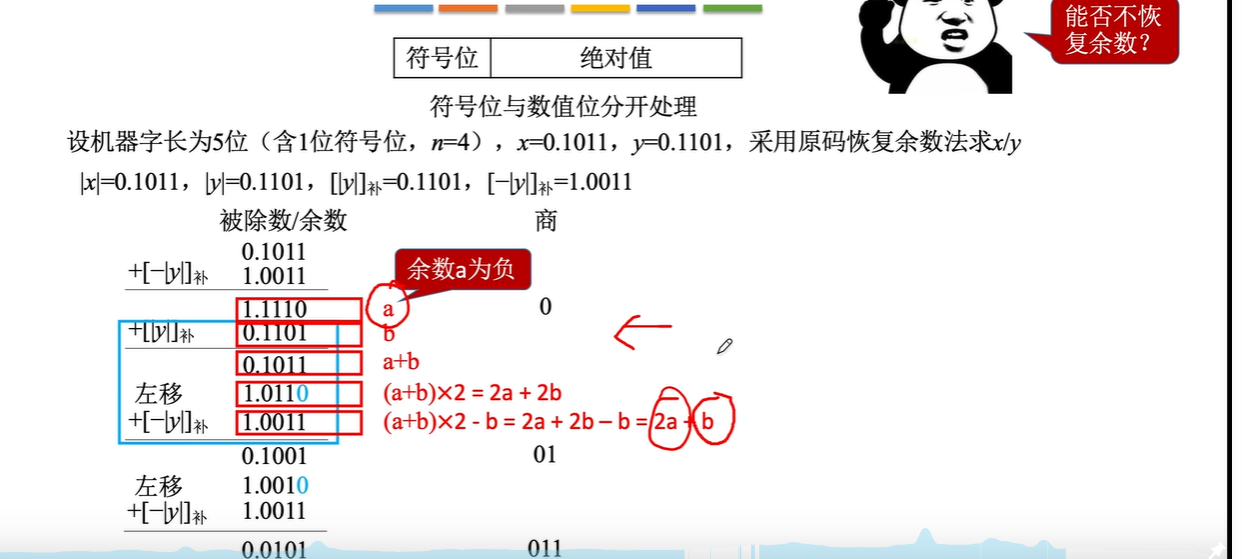 能否不恢
复余数？
符号位 绝对值
符号位与数值位分开处理
设机器字长为5位（含1位符号位，n=4），x=0.1011，y=0.1101，采用原码恢复余数法求x/y
|x|=0.1011，|y|=0.1101，[|y|]补=0.1101，[−|y|]补=1.0011
被除数/余数 商
0.1011
+[−|y|]补 1.0011
余数a为负
1.1110 a 0
+[|y|]补 0.1101 b
0.1011 a+b
左移 1.0110 (a+b)×2 = 2a + 2b
+[−|y|]补 1.0011 (a+b)×2 - b = 2a + 2b – b = 2a + b
0.1001 01
左移 1.0010
+[−|y|]补 1.0011
0.0101 011